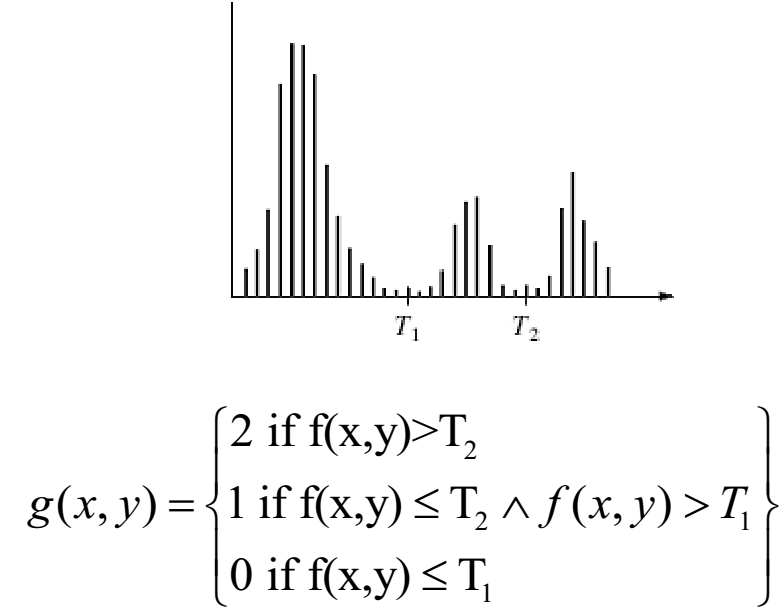 T₁ T₂
g(x, y) = {
2 if f(x,y)>T₂
1 if f(x,y) ≤ T₂ ∧ f(x, y) > T₁
0 if f(x,y) ≤ T₁
}